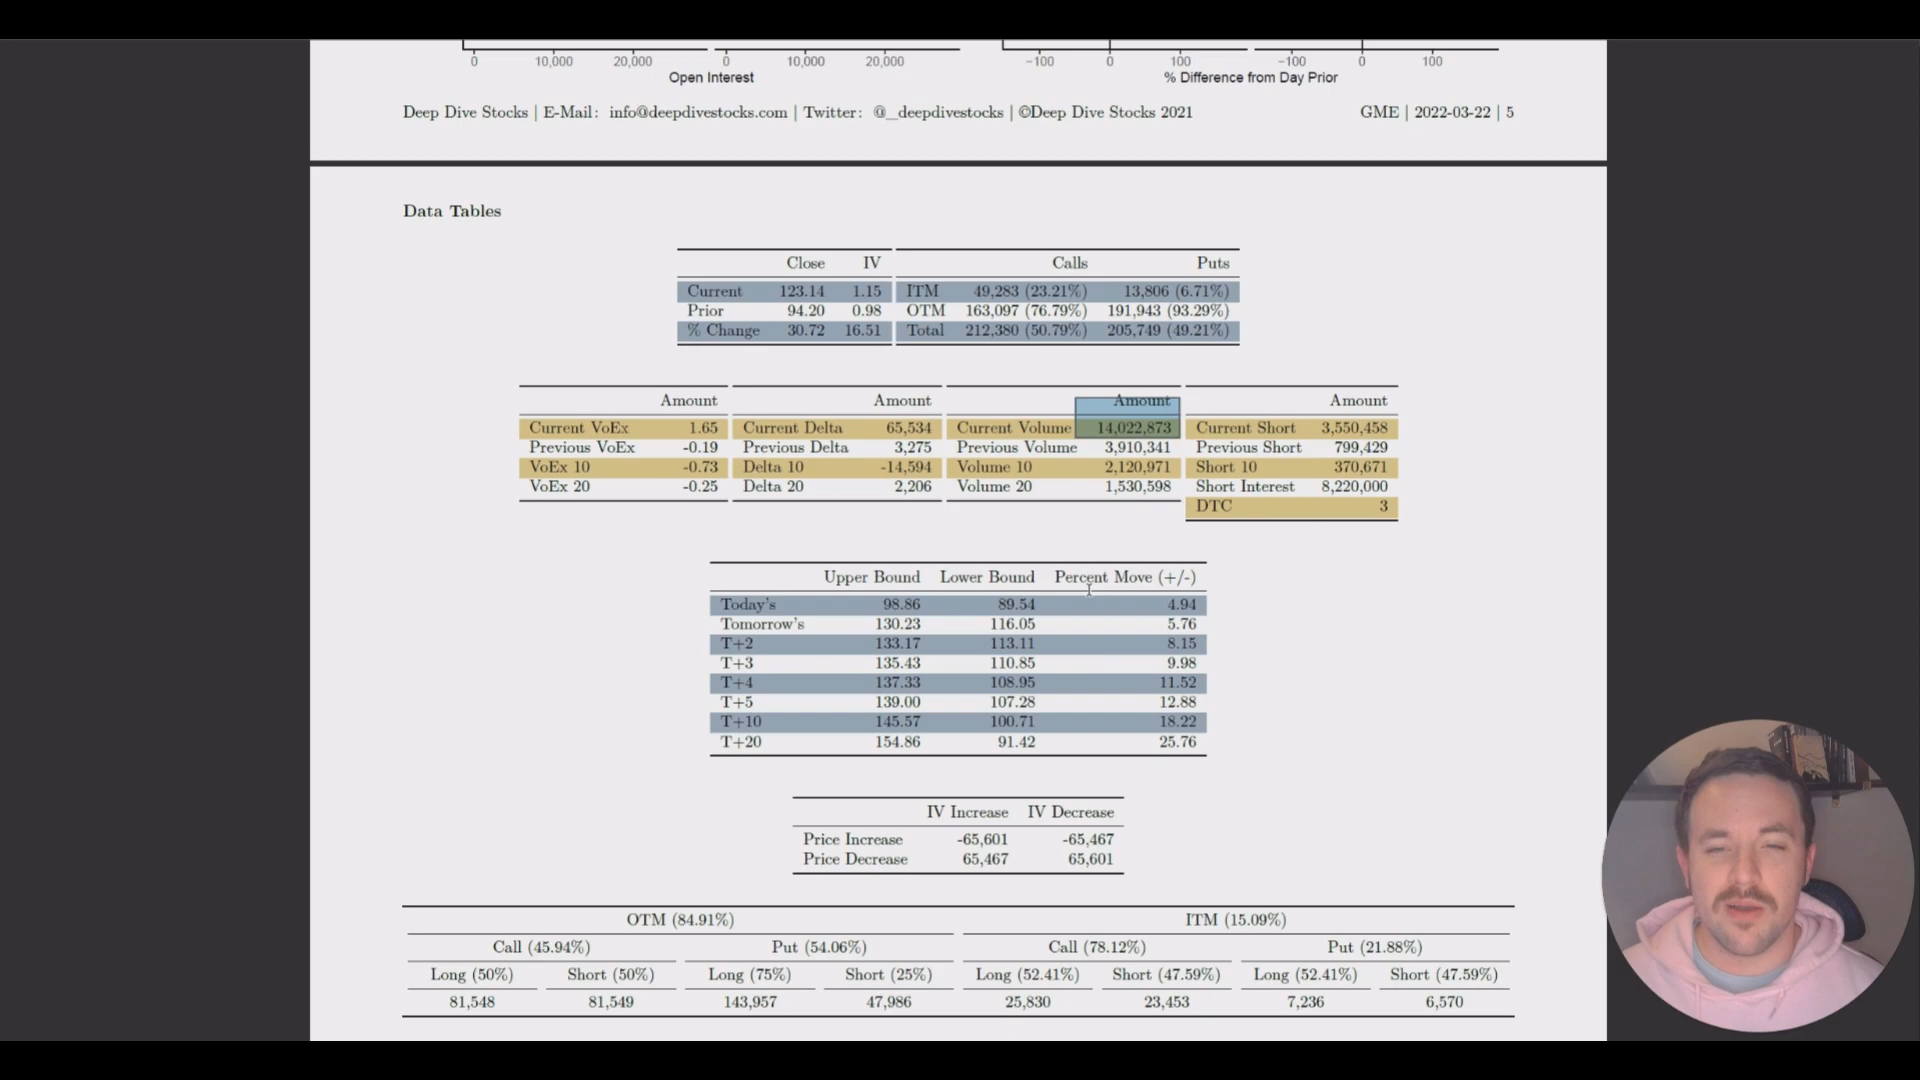 0 10,000 20,000 0 10,000 20,000 −100 0 100 −100 0 100
Open Interest % Difference from Day Prior
Deep Dive Stocks | E-Mail: info@deepdivestocks.com | Twitter: @_deepdivestocks | ©Deep Dive Stocks 2021 GME | 2022-03-22 | 5
Data Tables
Close IV Calls Puts
Current 123.14 1.15 ITM 49,283 (23.21%) 13,806 (6.71%)
Prior 94.20 0.98 OTM 163,097 (76.79%) 191,943 (93.29%)
% Change 30.72 16.51 Total 212,380 (50.79%) 205,749 (49.21%)
Amount Amount Amount Amount
Current VoEx 1.65 Current Delta 65,534 Current Volume 14,022,873 Current Short 3,550,458
Previous VoEx -0.19 Previous Delta 3,275 Previous Volume 3,910,341 Previous Short 799,429
VoEx 10 -0.73 Delta 10 -14,594 Volume 10 2,120,971 Short 10 370,671
VoEx 20 -0.25 Delta 20 2,206 Volume 20 1,530,598 Short Interest 8,220,000
DTC 3
Upper Bound Lower Bound Percent Move (+/-)
Today's 98.86 89.54 4.94
Tomorrow's 130.23 116.05 5.76
T+2 133.17 113.11 8.15
T+3 135.43 110.85 9.98
T+4 137.33 108.95 11.52
T+5 139.00 107.28 12.88
T+10 145.57 100.71 18.22
T+20 154.86 91.42 25.76
IV Increase IV Decrease
Price Increase -65,601 -65,467
Price Decrease 65,467 65,601
OTM (84.91%) ITM (15.09%)
Call (45.94%) Put (54.06%) Call (78.12%) Put (21.88%)
Long (50%) Short (50%) Long (75%) Short (25%) Long (52.41%) Short (47.59%) Long (52.41%) Short (47.59%)
81,548 81,549 143,957 47,986 25,830 23,453 7,236 6,570